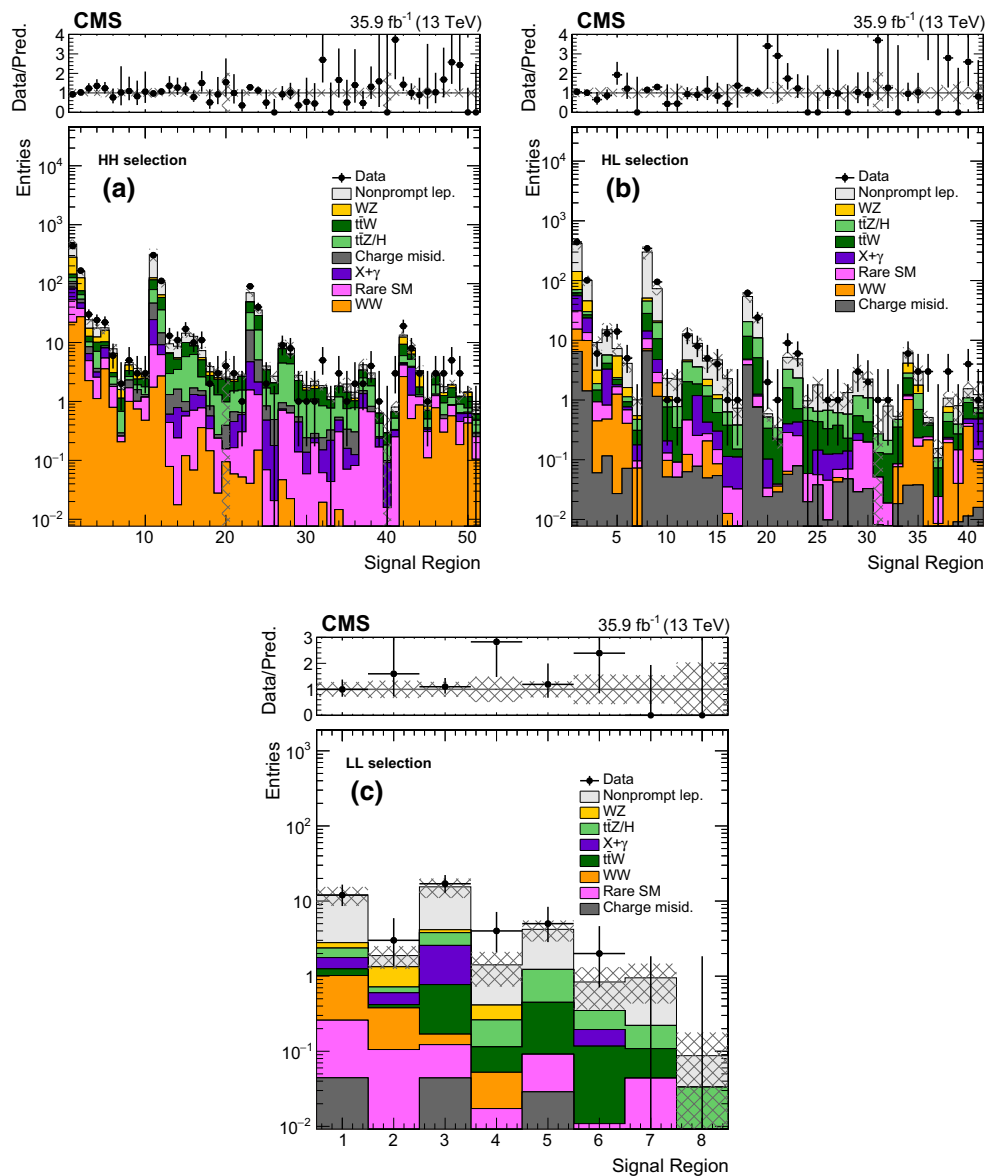 CMS 35.9 fb⁻¹ (13 TeV)
Data/Pred.
4
3
2
1
0
Entries
HH selection
(a)
Data
Nonprompt lep.
WZ
tt̄W
tt̄Z/H
Charge misid.
X+γ
Rare SM
WW
10⁴
10³
10²
10
1
10⁻¹
10⁻²
10 20 30 40 50
Signal Region
CMS 35.9 fb⁻¹ (13 TeV)
Data/Pred.
4
3
2
1
0
Entries
HL selection
(b)
Data
Nonprompt lep.
WZ
tt̄Z/H
tt̄W
X+γ
Rare SM
WW
Charge misid.
10⁴
10³
10²
10
1
10⁻¹
10⁻²
5 10 15 20 25 30 35 40
Signal Region
CMS 35.9 fb⁻¹ (13 TeV)
Data/Pred.
3
2
1
0
Entries
LL selection
(c)
Data
Nonprompt lep.
WZ
tt̄Z/H
X+γ
tt̄W
WW
Rare SM
Charge misid.
10³
10²
10
1
10⁻¹
10⁻²
1 2 3 4 5 6 7 8
Signal Region